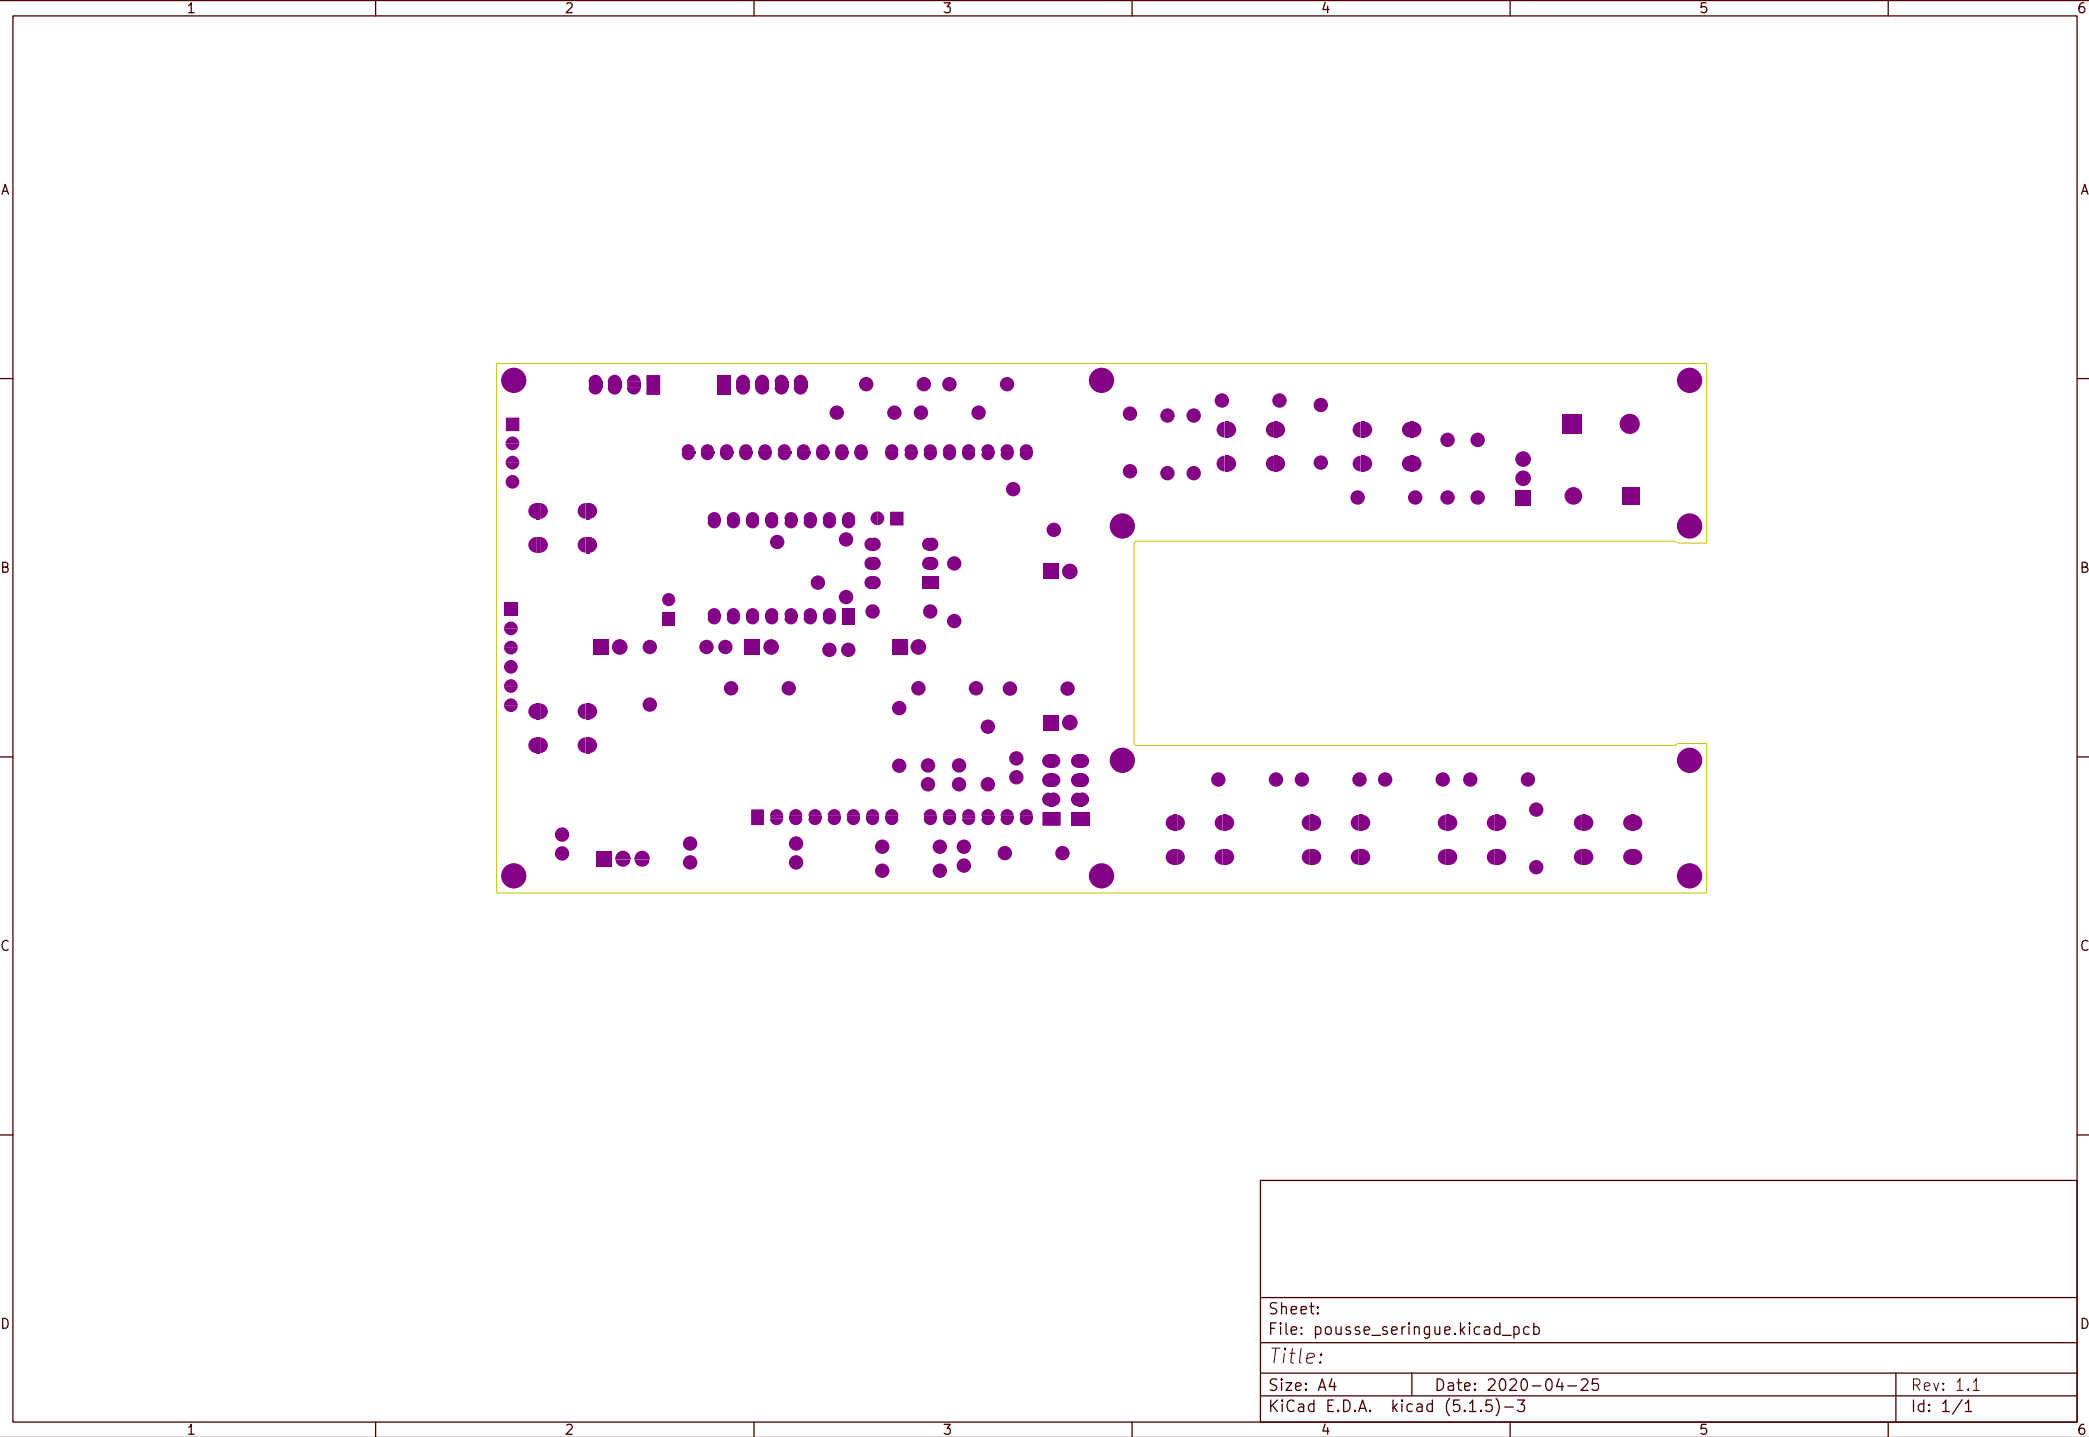 1 2 3 4 5 6
A A
B B
C C
Sheet:
File: pousse_seringue.kicad_pcb
D D
Title:
Size: A4 Date: 2020-04-25 Rev: 1.1
KiCad E.D.A. kicad (5.1.5)-3 Id: 1/1
1 2 3 4 5 6